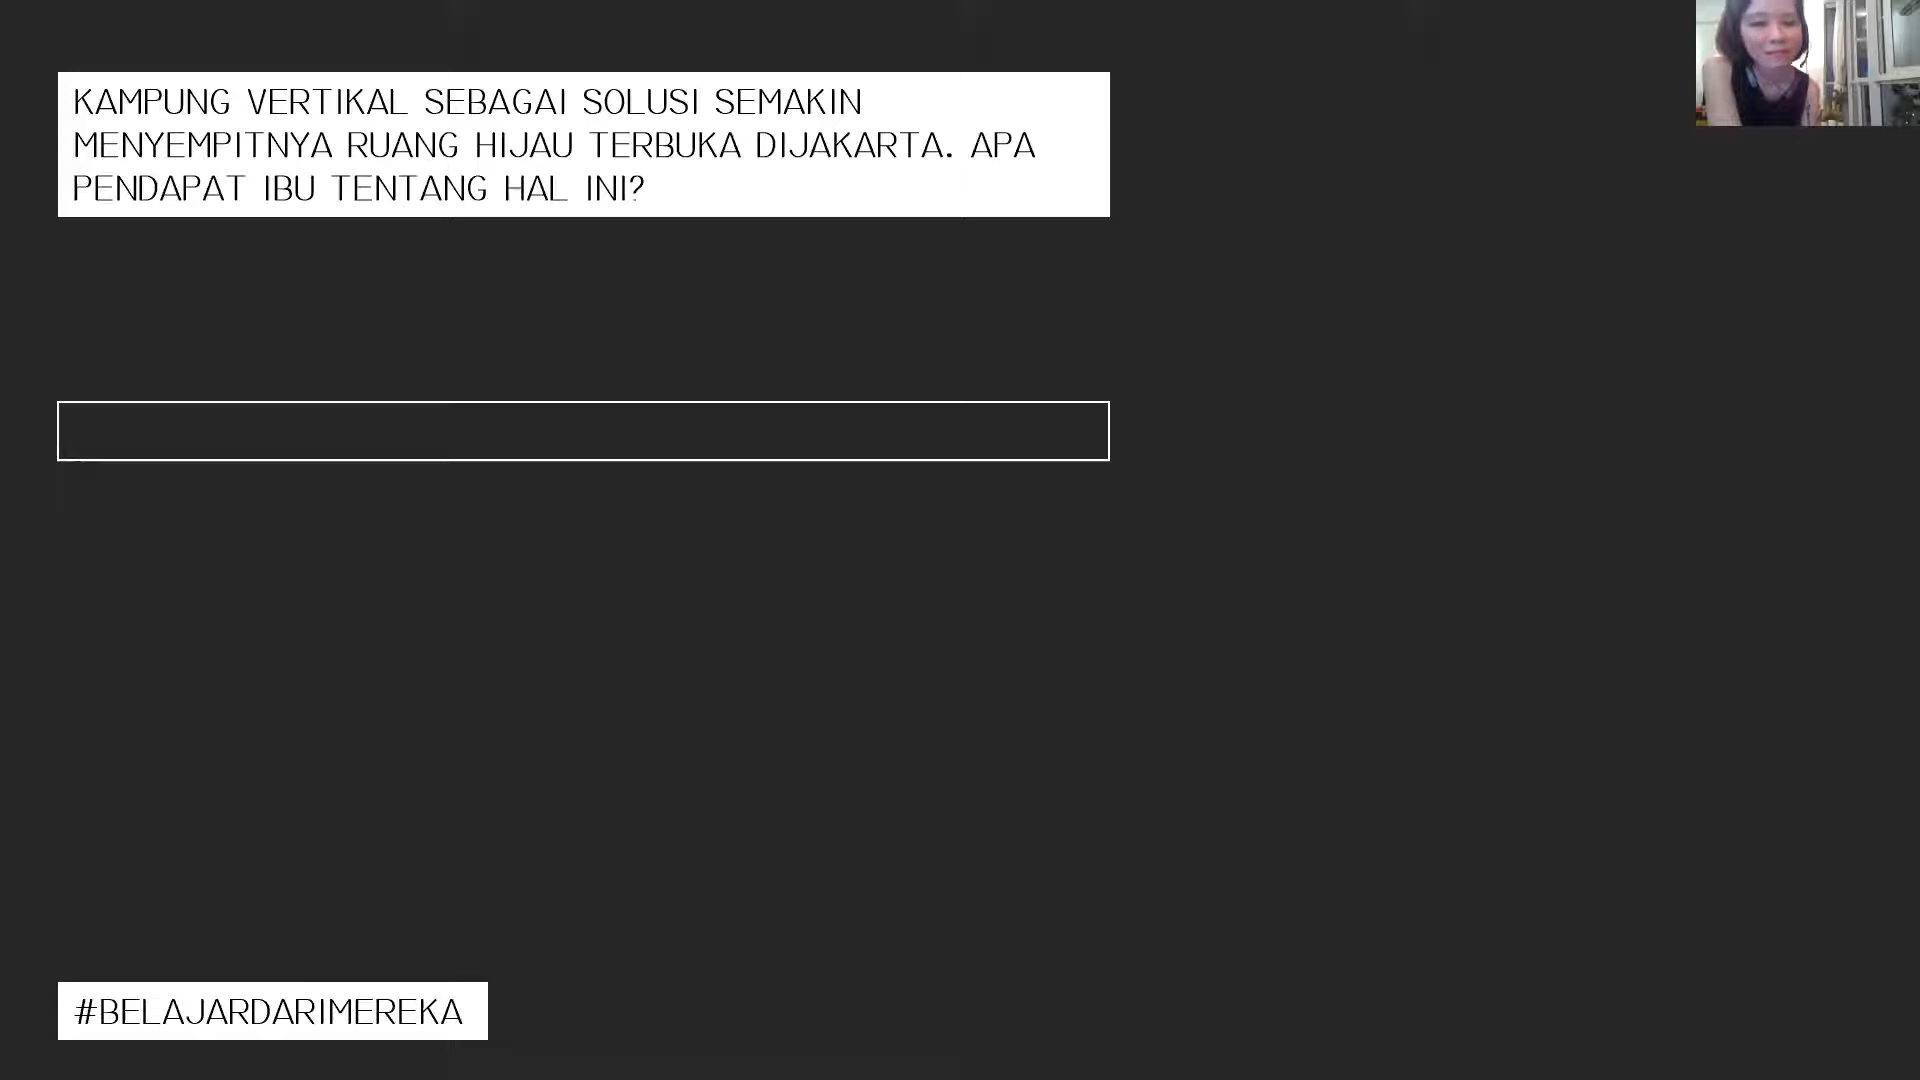 KAMPUNG VERTIKAL SEBAGAI SOLUSI SEMAKIN
MENYEMPITNYA RUANG HIJAU TERBUKA DIJAKARTA. APA
PENDAPAT IBU TENTANG HAL INI?
#BELAJARDARIMEREKA